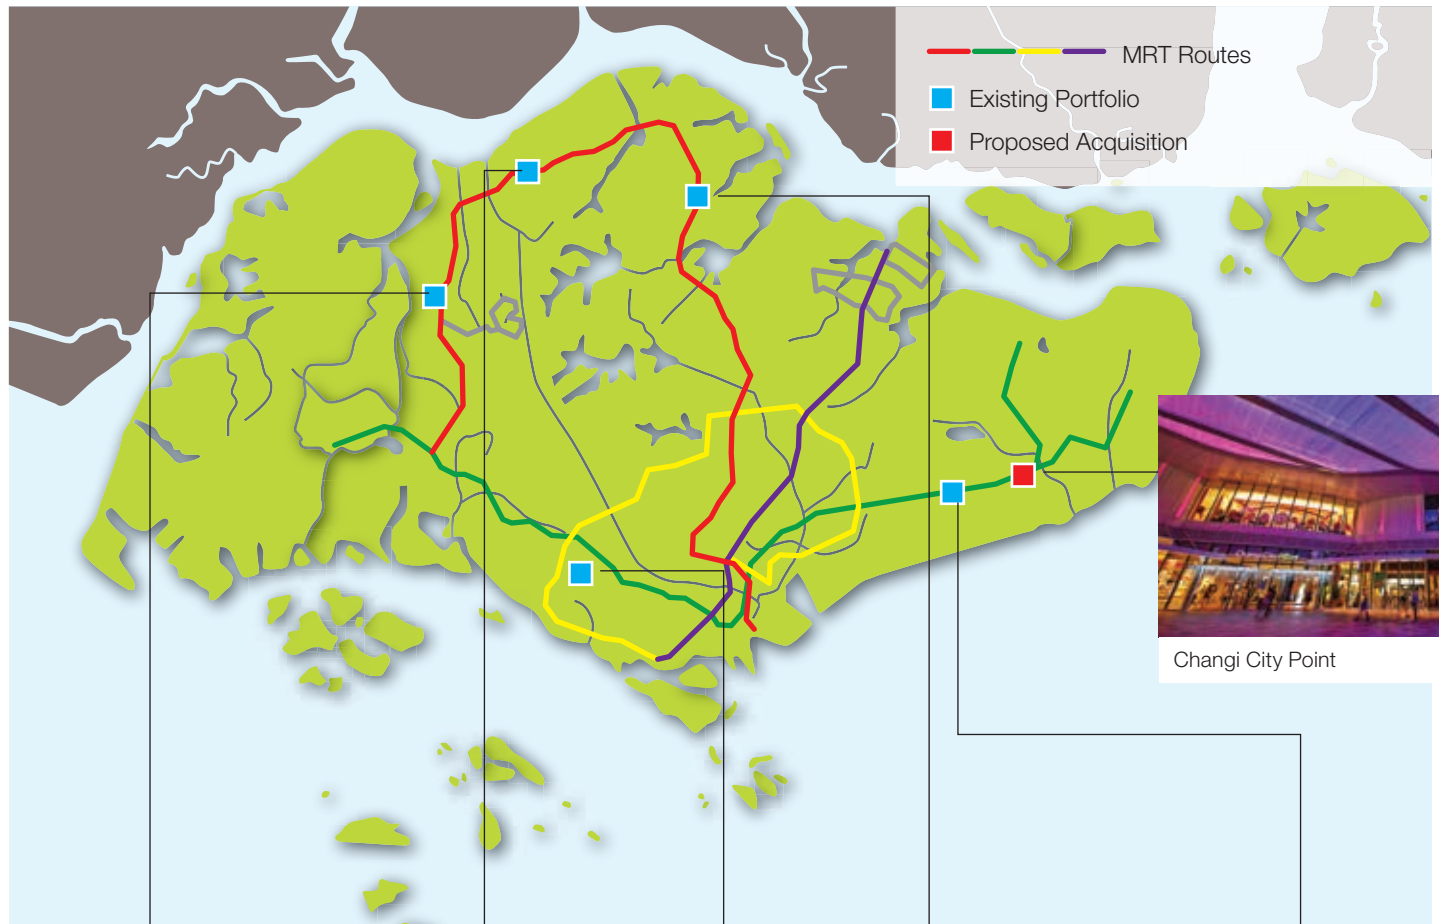 MRT Routes
Existing Portfolio
Proposed Acquisition
Changi City Point